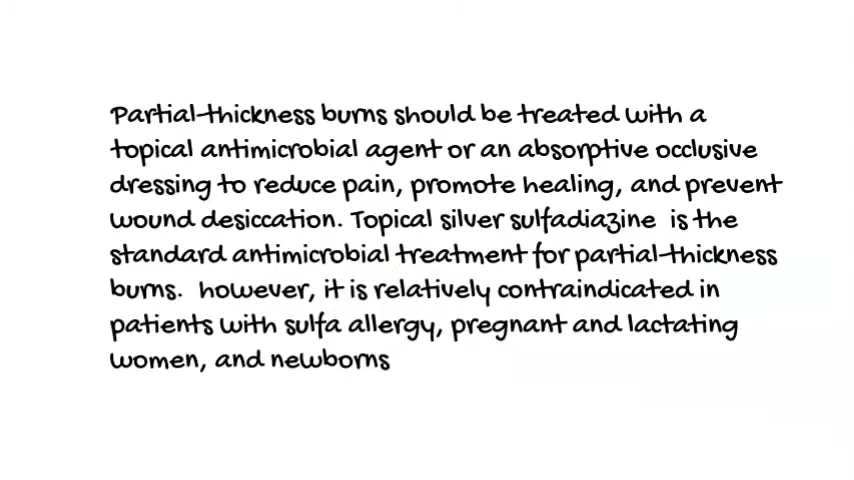 Partial-thickness burns should be treated with a
topical antimicrobial agent or an absorptive occlusive
dressing to reduce pain, promote healing, and prevent
wound desiccation. Topical silver sulfadiazine is the
standard antimicrobial treatment for partial-thickness
burns. however, it is relatively contraindicated in
patients with sulfa allergy, pregnant and lactating
women, and newborns